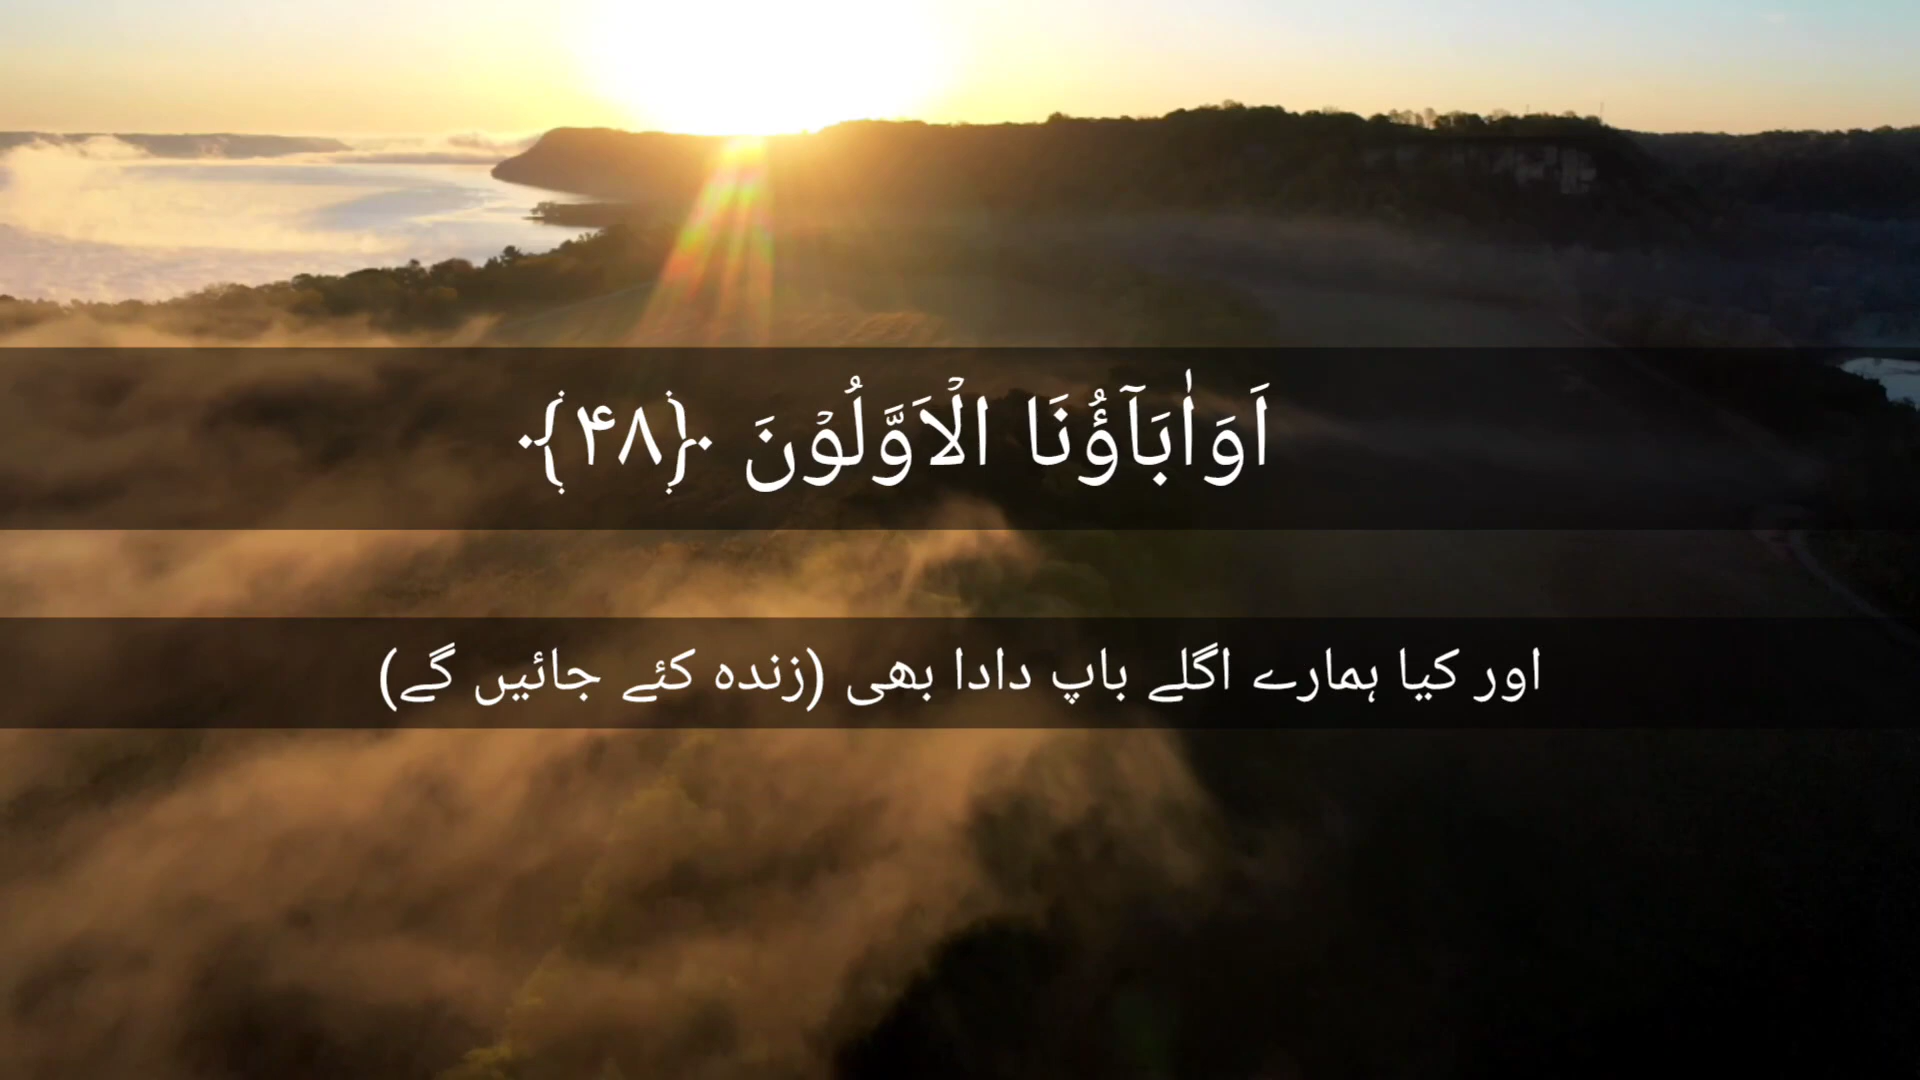 اَوَاٰبَآؤُنَا الۡاَوَّلُوۡنَ ﴿۴۸﴾
اور کیا ہمارے اگلے باپ دادا بھی (زندہ کئے جائیں گے)